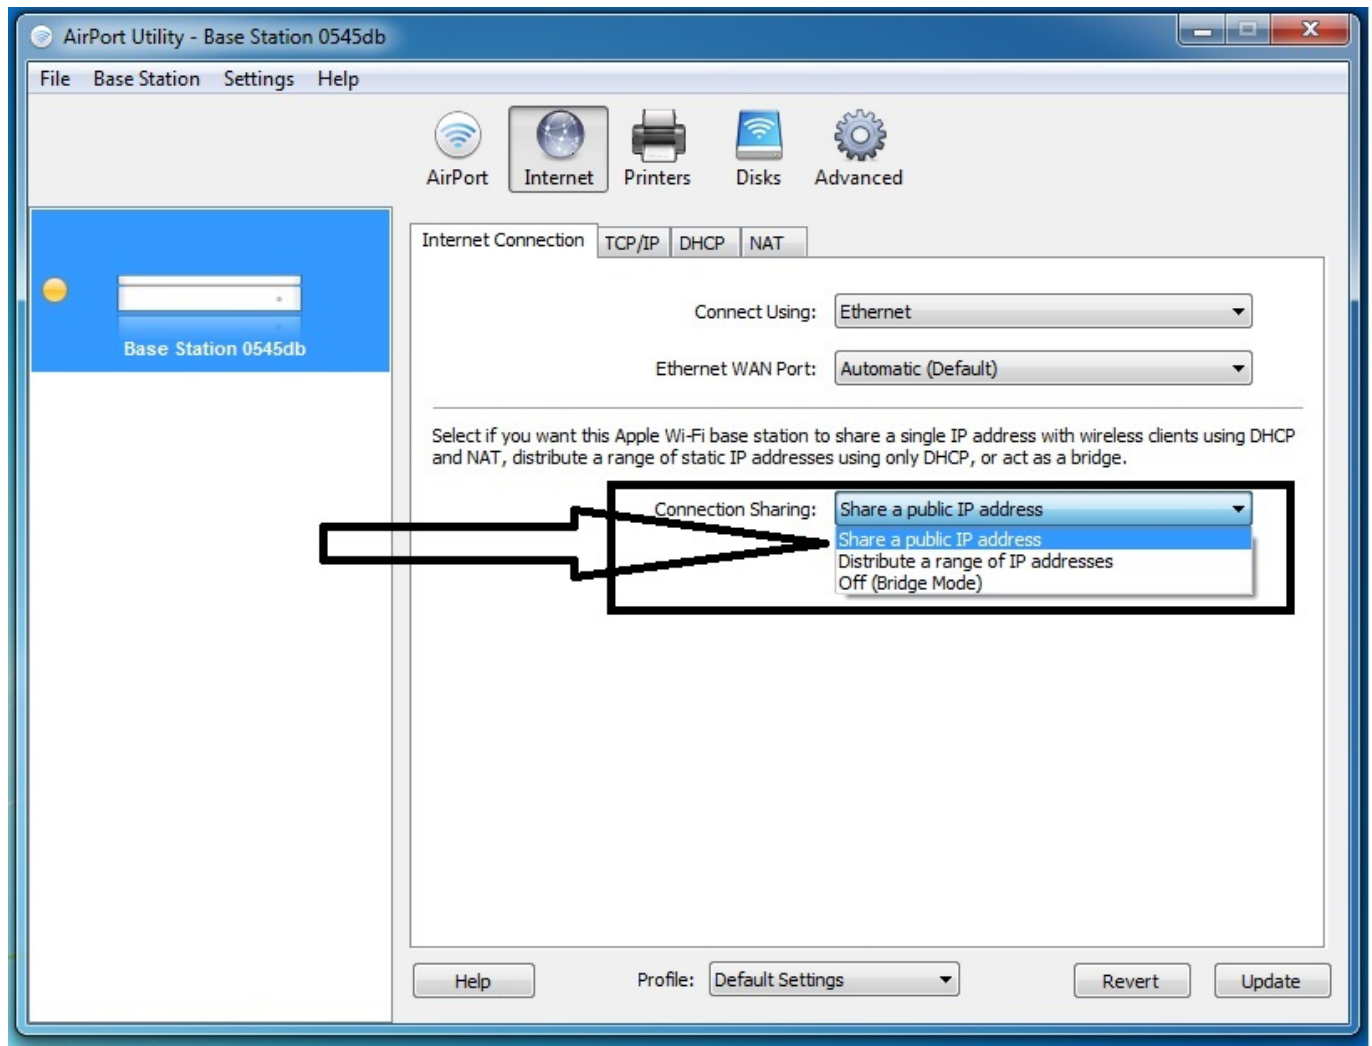 AirPort Utility - Base Station 0545db
File Base Station Settings Help
AirPort Internet Printers Disks Advanced
Internet Connection TCP/IP DHCP NAT
Base Station 0545db
Connect Using: Ethernet
Ethernet WAN Port: Automatic (Default)
Select if you want this Apple Wi-Fi base station to share a single IP address with wireless clients using DHCP
and NAT, distribute a range of static IP addresses using only DHCP, or act as a bridge.
Connection Sharing: Share a public IP address
Share a public IP address
Distribute a range of IP addresses
Off (Bridge Mode)
Help Profile: Default Settings Revert Update